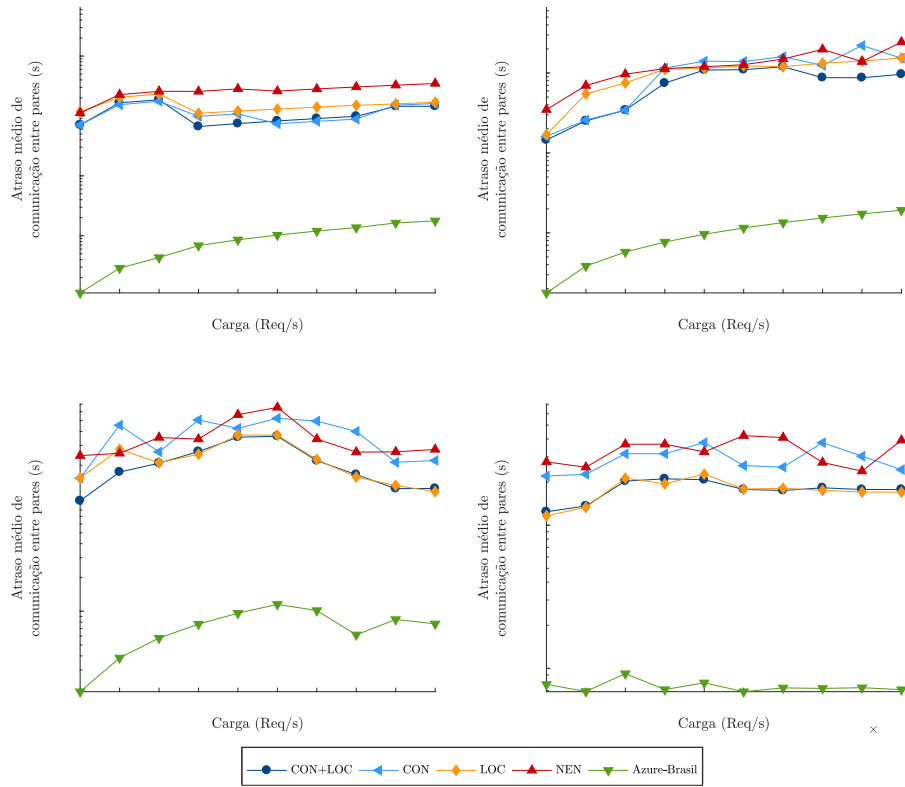 Atraso médio de
comunicação entre pares (s)
Carga (Req/s)
Atraso médio de
comunicação entre pares (s)
Carga (Req/s)
Atraso médio de
comunicação entre pares (s)
Carga (Req/s)
Atraso médio de
comunicação entre pares (s)
Carga (Req/s)
×
CON+LOC CON LOC NEN Azure-Brasil